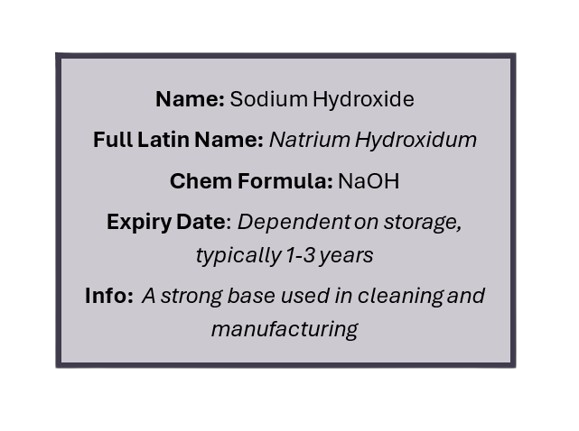 Name: Sodium Hydroxide
Full Latin Name: Natrium Hydroxidum
Chem Formula: NaOH
Expiry Date: Dependent on storage,
typically 1-3 years
Info: A strong base used in cleaning and
manufacturing